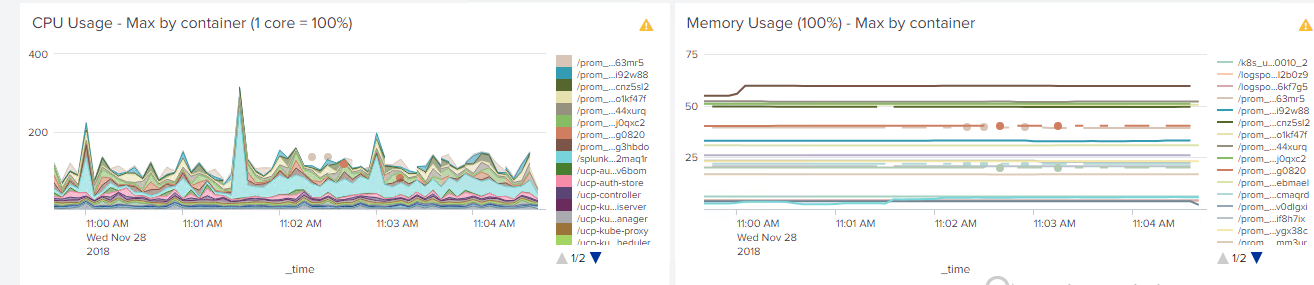 CPU Usage - Max by container (1 core = 100%)
400
200
11:00 AM
Wed Nov 28
2018
11:01 AM
11:02 AM
11:03 AM
11:04 AM
_time
/prom_...63mr5
/prom_...i92w88
/prom_...cnz5sl2
/prom_...o1kf47f
/prom_...44xurq
/prom_...j0qxc2
/prom_...g0820
/prom_...g3hbdo
/splunk...2maq1r
/ucp-au...v6bom
/ucp-auth-store
/ucp-controller
/ucp-ku...iserver
/ucp-ku...anager
/ucp-kube-proxy
/ucp-ku...heduler
1/2
Memory Usage (100%) - Max by container
75
50
25
11:00 AM
Wed Nov 28
2018
11:01 AM
11:02 AM
11:03 AM
11:04 AM
_time
/k8s_u...0010_2
/logspo...l2b0z9
/logspo...6kf7g5
/prom_...63mr5
/prom_...i92w88
/prom_...cnz5sl2
/prom_...o1kf47f
/prom_...44xurq
/prom_...j0qxc2
/prom_...g0820
/prom_...ebmael
/prom_...cmaqrd
/prom_...v0dlgxi
/prom_...if8h7ix
/prom_...ygx38c
/prom_...mm3ur
1/2